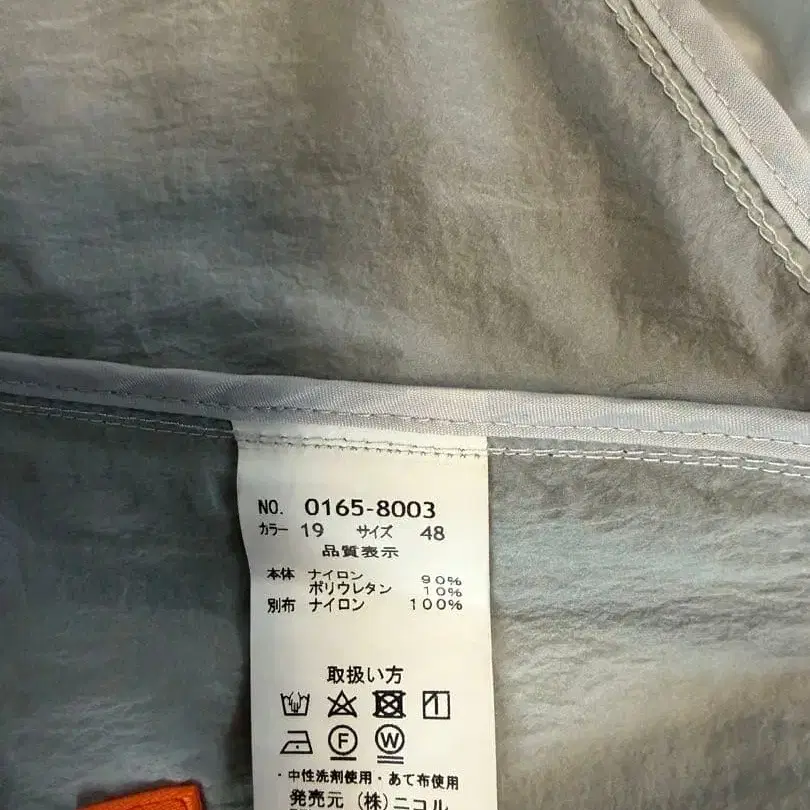 NO. 0165-8003
カラー 19 サイズ 48
品質表示
本体 ナイロン 90%
ポリウレタン 10%
別布 ナイロン 100%
取扱い方
F W
・中性洗剤使用・あて布使用
発売元 (株)ニコル